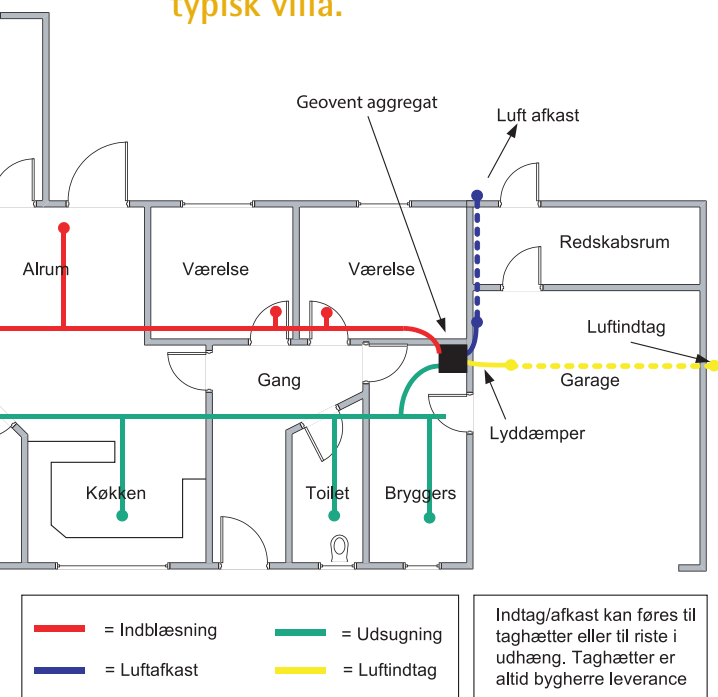 typisk villa.
Geovent aggregat
Luft afkast
Redskabsrum
Alrum
Værelse
Værelse
Luftindtag
Gang
Garage
Lyddæmper
Køkken
Toilet
Bryggers
= Indblæsning
= Udsugning
= Luftafkast
= Luftindtag
Indtag/afkast kan føres til
taghætter eller til riste i
udhæng. Taghætter er
altid bygherre leverance